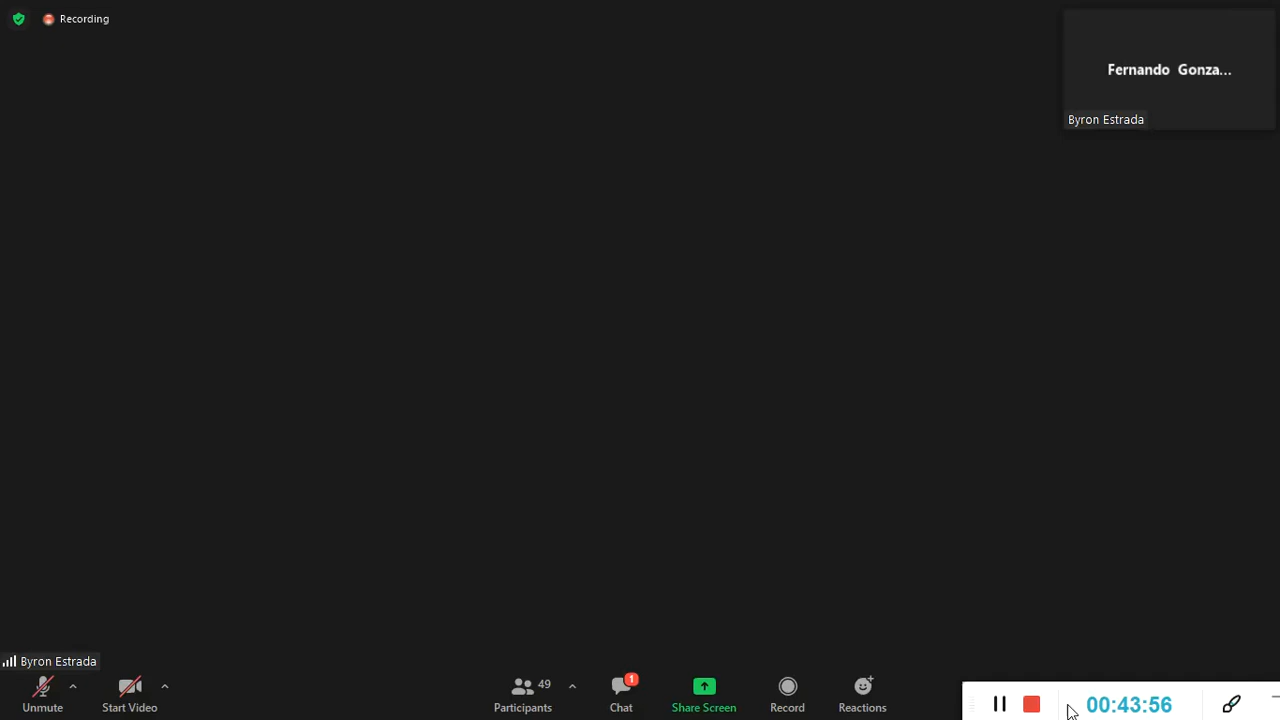 Recording
Fernando Gonza...
Byron Estrada
Byron Estrada
Unmute
Start Video
49
Participants
1
Chat
Share Screen
Record
Reactions
00:43:56